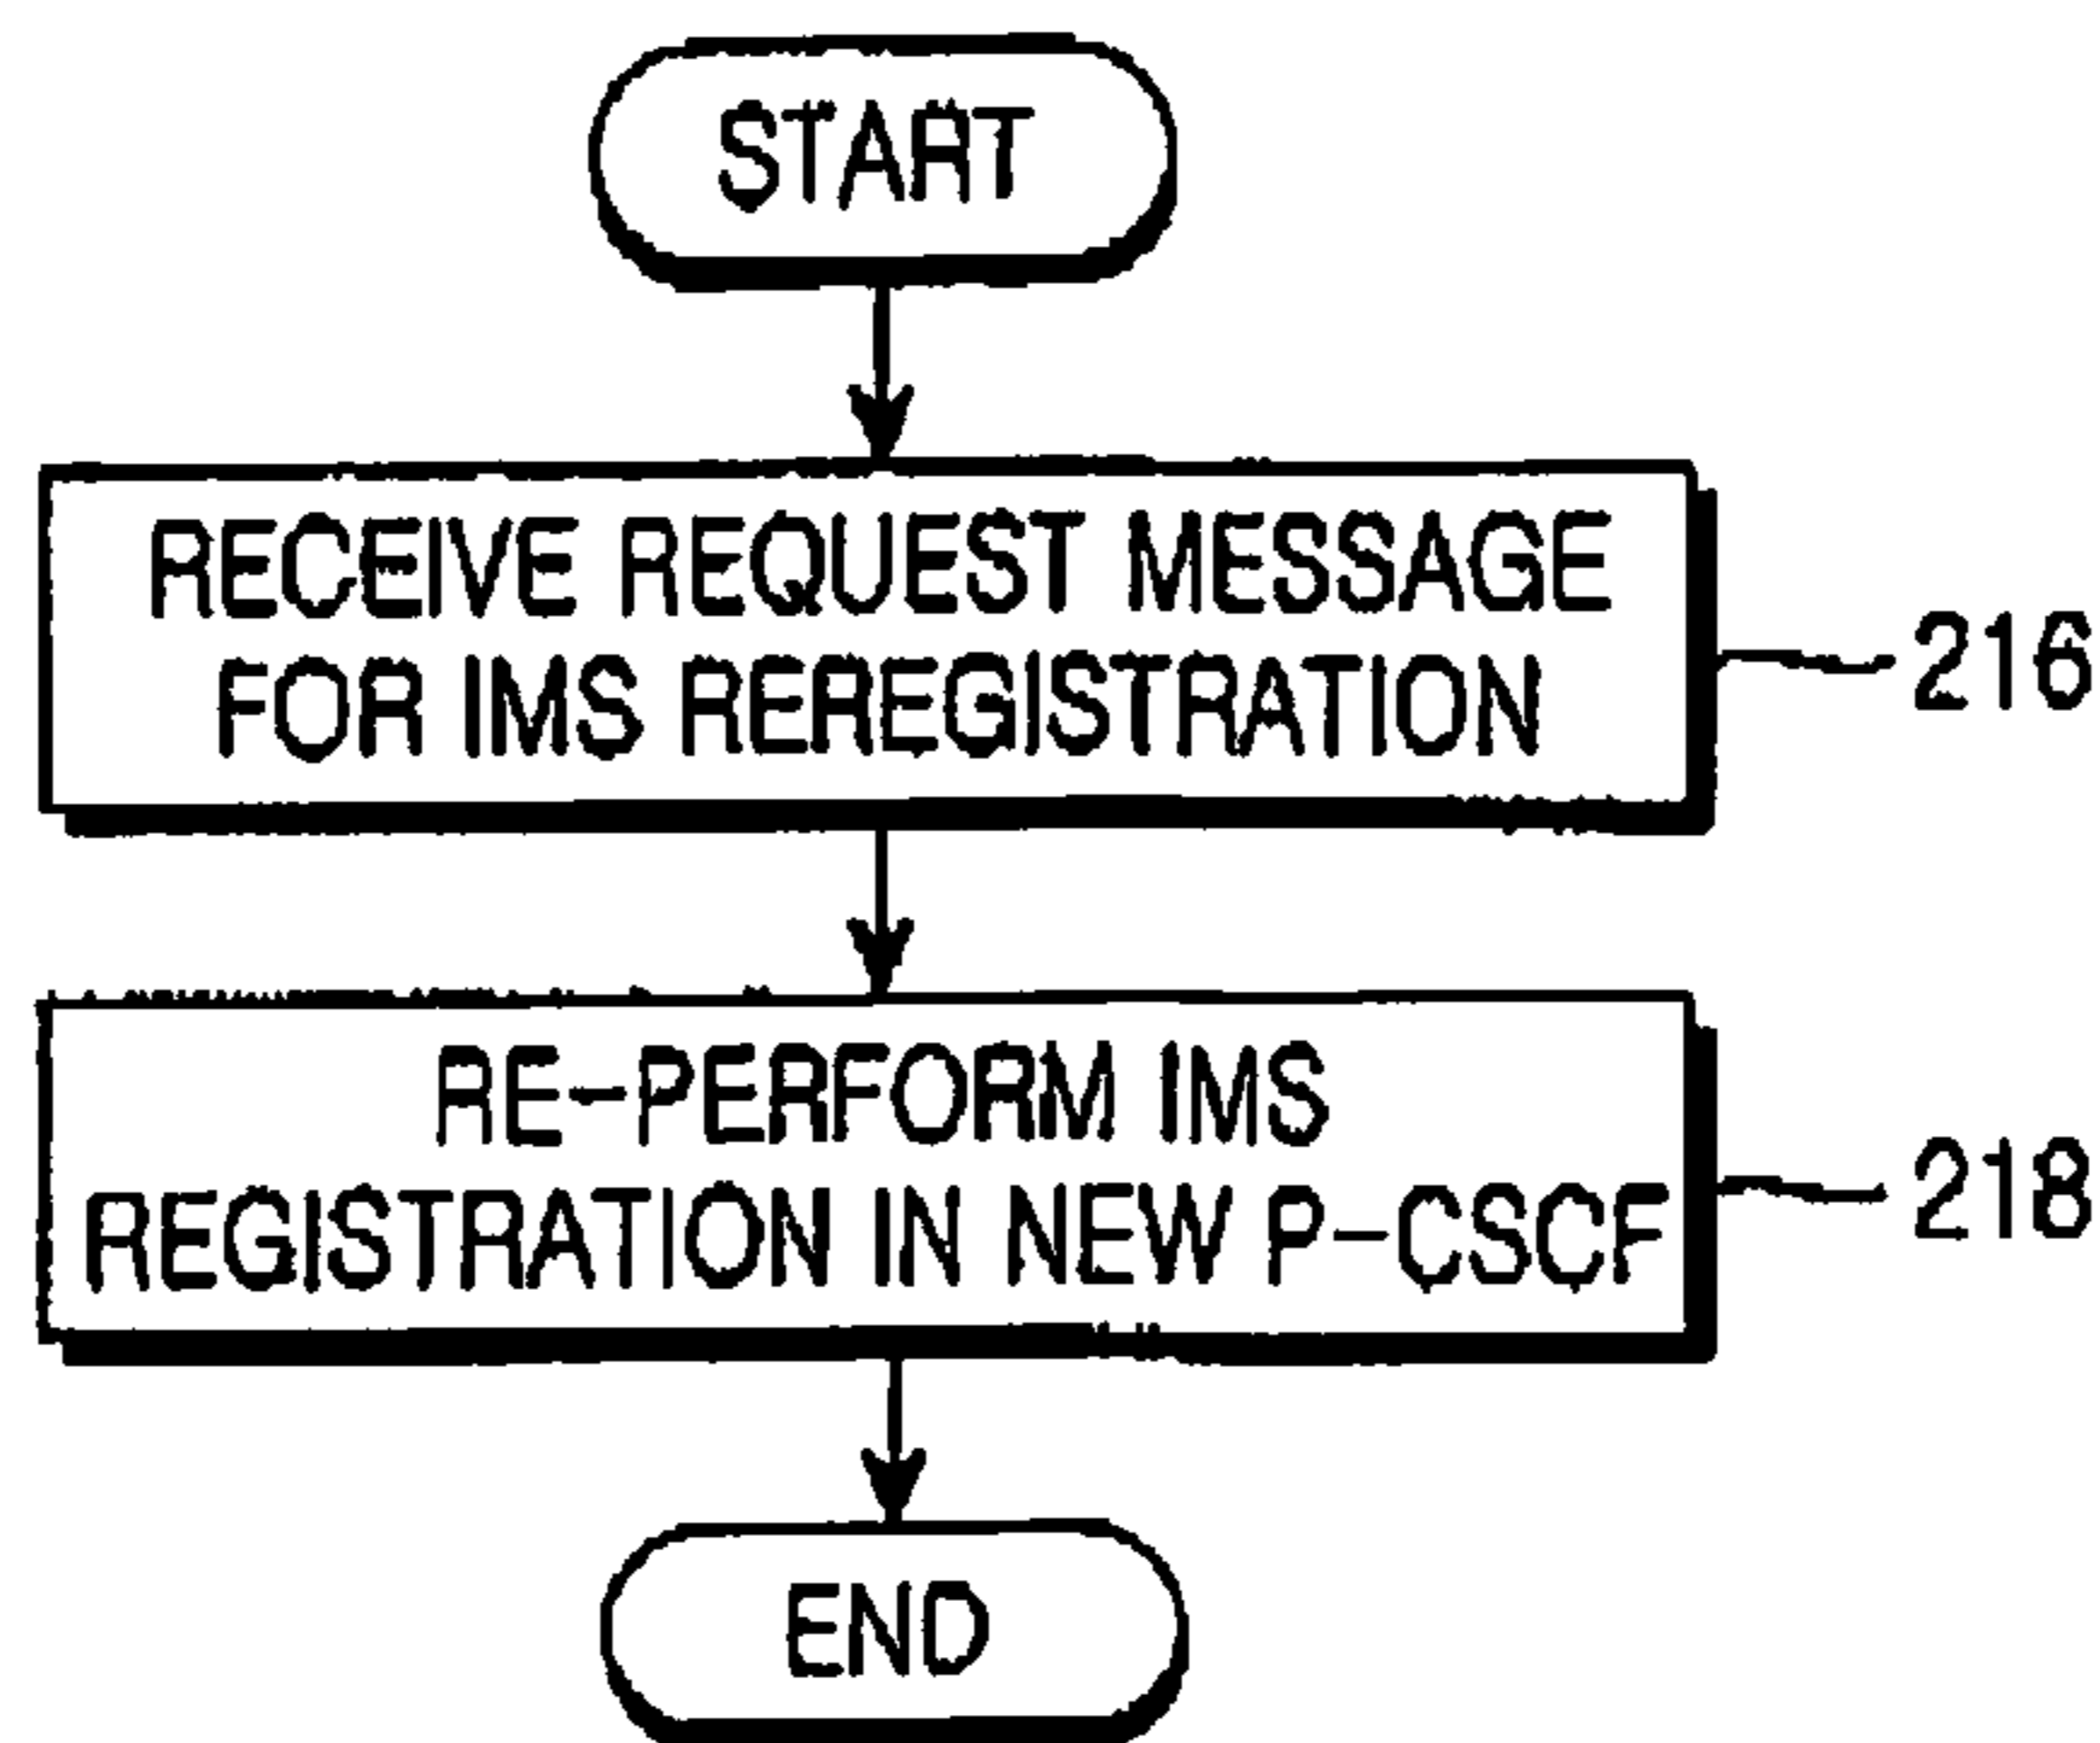 START
RECEIVE REQUEST MESSAGE
FOR IMS REREGISTRATION
216
RE-PERFORM IMS
REGISTRATION IN NEW P-CSCF
218
END